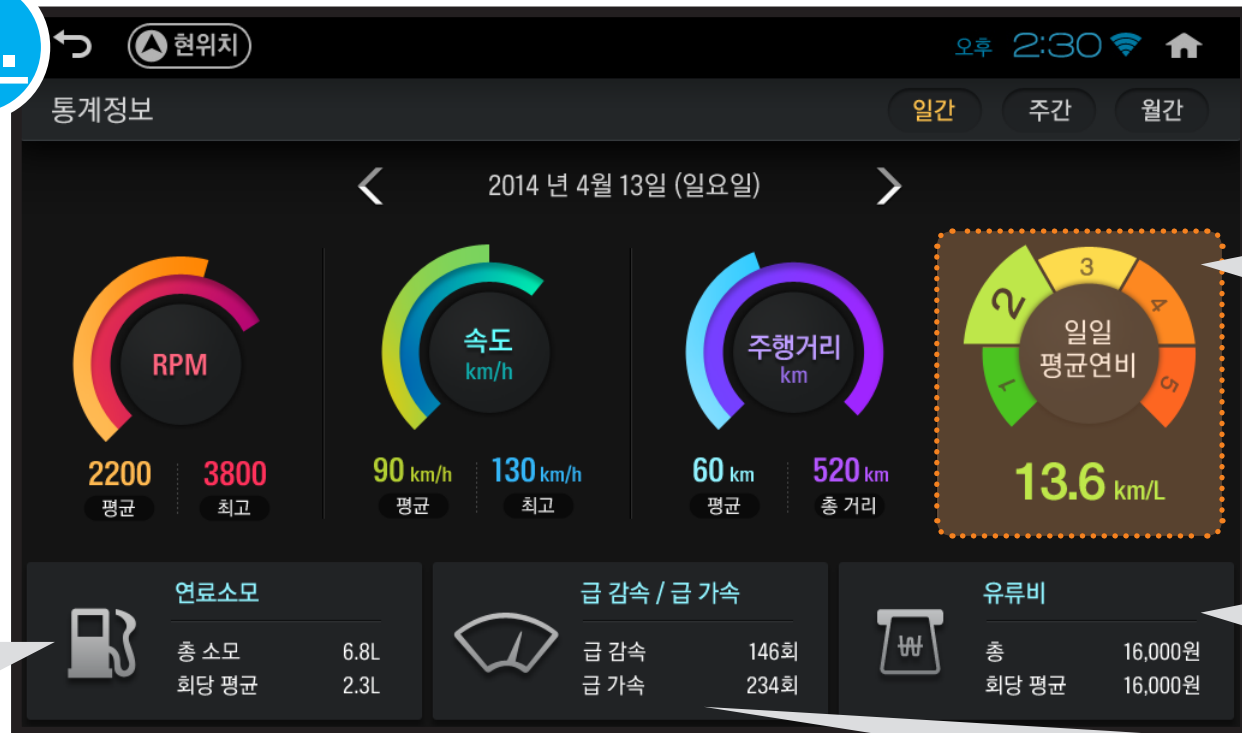 현위치
오후 2:30
통계정보
일간 주간 월간
2014 년 4월 13일 (일요일)
RPM
2200 3800
평균 최고
속도
km/h
90 km/h 130 km/h
평균 최고
주행거리
km
60 km 520 km
평균 총 거리
1 2 3 4 5
일일
평균연비
13.6 km/L
연료소모
총 소모 6.8L
회당 평균 2.3L
급 감속 / 급 가속
급 감속 146회
급 가속 234회
유류비
₩
총 16,000원
회당 평균 16,000원